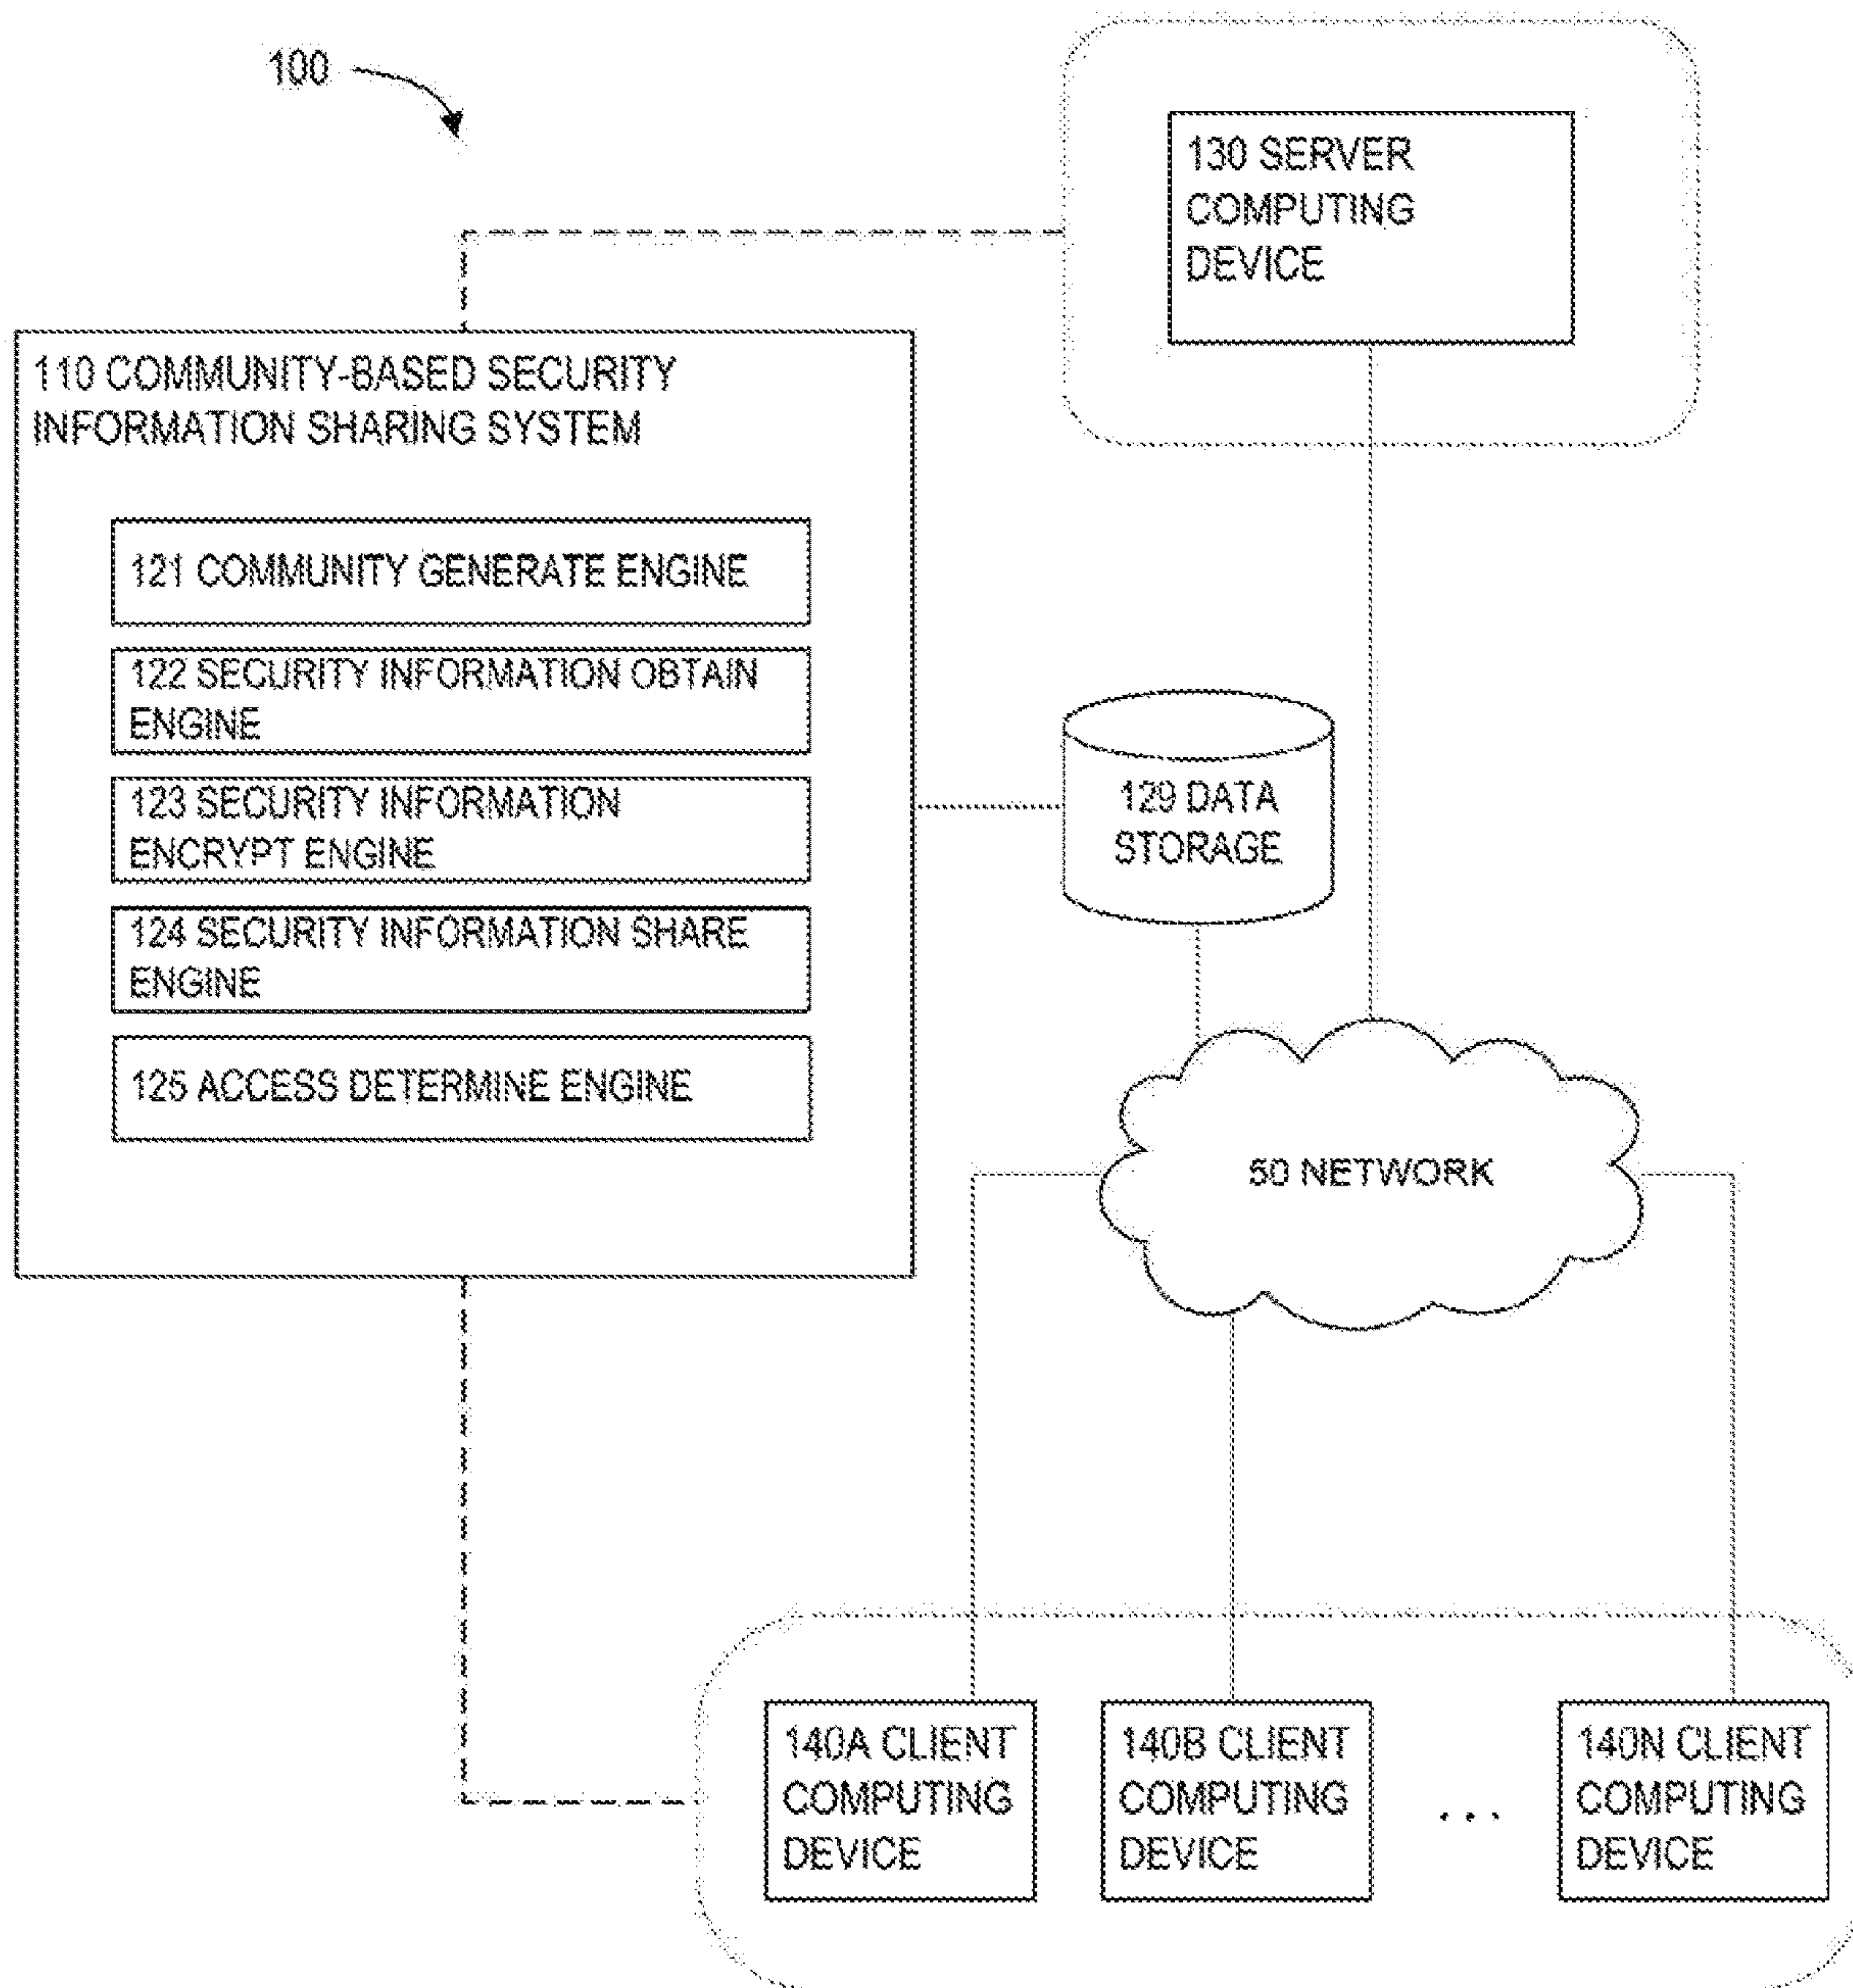 100
130 SERVER
COMPUTING
DEVICE
110 COMMUNITY-BASED SECURITY
INFORMATION SHARING SYSTEM
121 COMMUNITY GENERATE ENGINE
122 SECURITY INFORMATION OBTAIN
ENGINE
123 SECURITY INFORMATION
ENCRYPT ENGINE
124 SECURITY INFORMATION SHARE
ENGINE
125 ACCESS DETERMINE ENGINE
129 DATA
STORAGE
50 NETWORK
140A CLIENT
COMPUTING
DEVICE
140B CLIENT
COMPUTING
DEVICE
...
140N CLIENT
COMPUTING
DEVICE